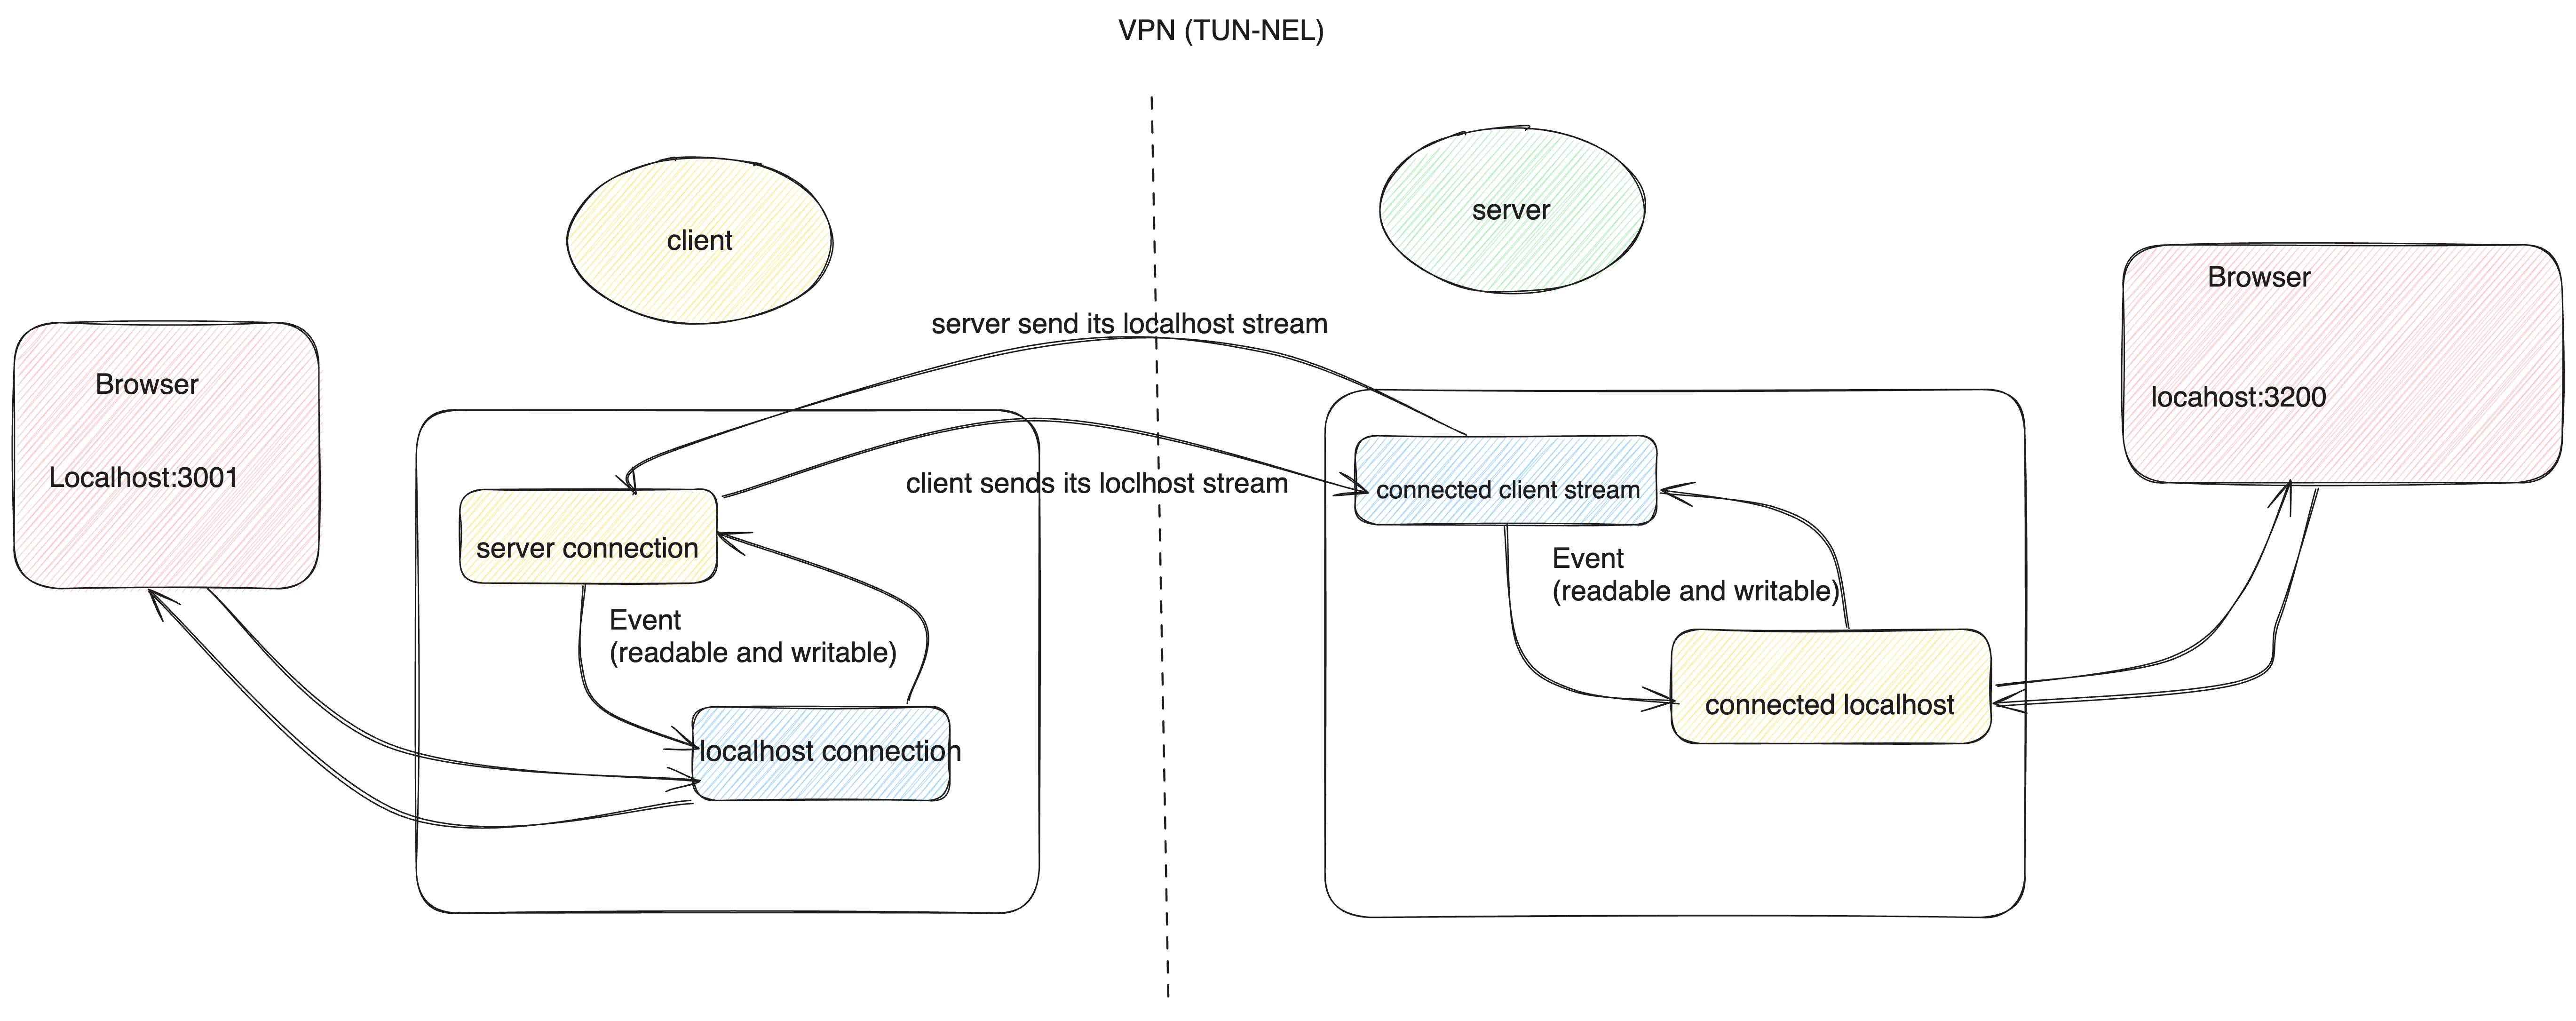 VPN (TUN-NEL)
client
server
Browser
Localhost:3001
Browser
locahost:3200
server send its localhost stream
client sends its loclhost stream
server connection
Event
(readable and writable)
localhost connection
connected client stream
Event
(readable and writable)
connected localhost